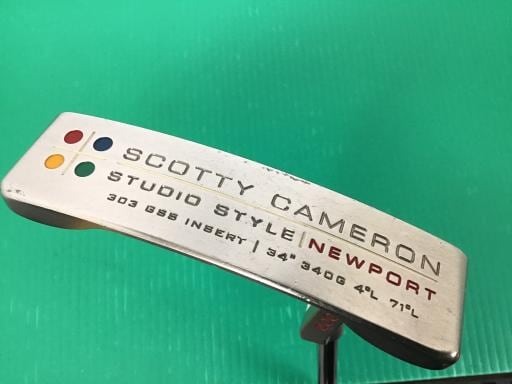 SCOTTY CAMERON
STUDIO STYLE | NEWPORT
303 GSS INSERT | 34" 340G 4°L 71°L